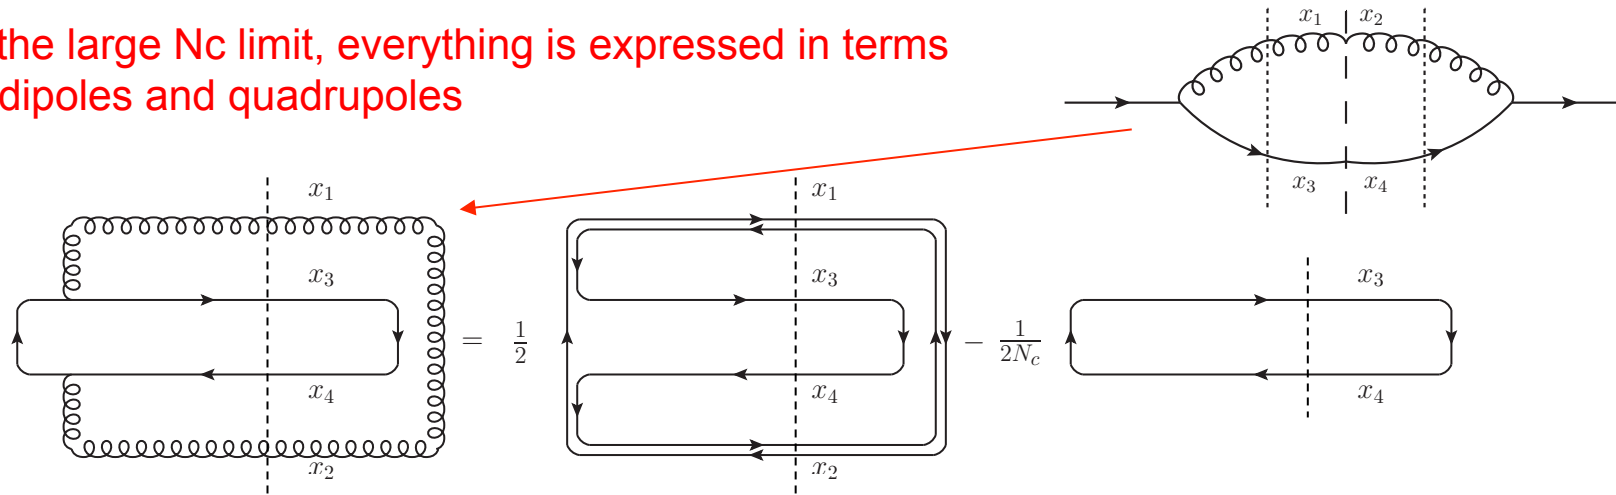 the large Nc limit, everything is expressed in terms
dipoles and quadrupoles
x₁ x₂
x₃ x₄
x₁
x₃
x₄
x₂
= 1/2
x₁
x₃
x₄
x₂
− 1/2N_c
x₃
x₄